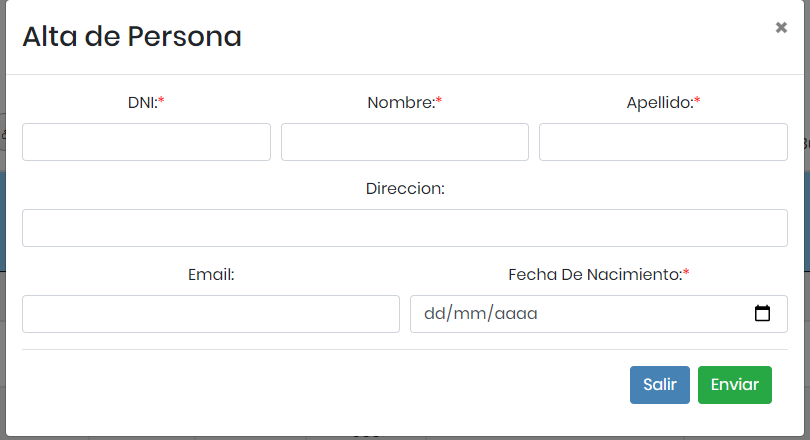 Alta de Persona
×
DNI:* Nombre:* Apellido:*
Direccion:
Email: Fecha De Nacimiento:*
dd/mm/aaaa
Salir Enviar